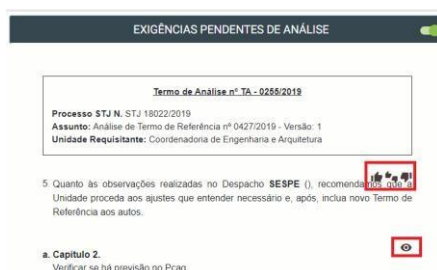 EXIGÊNCIAS PENDENTES DE ANÁLISE
Termo de Análise nº TA - 0255/2019
Processo STJ N. STJ 18022/2019
Assunto: Análise de Termo de Referência nº 0427/2019 - Versão: 1
Unidade Requisitante: Coordenadoria de Engenharia e Arquitetura
5. Quanto às observações realizadas no Despacho SESPE (), recomendamos que a
Unidade proceda aos ajustes que entender necessário e, após, inclua novo Termo de
Referência aos autos.
a. Capítulo 2.
Verificar se há previsão no Pcaq